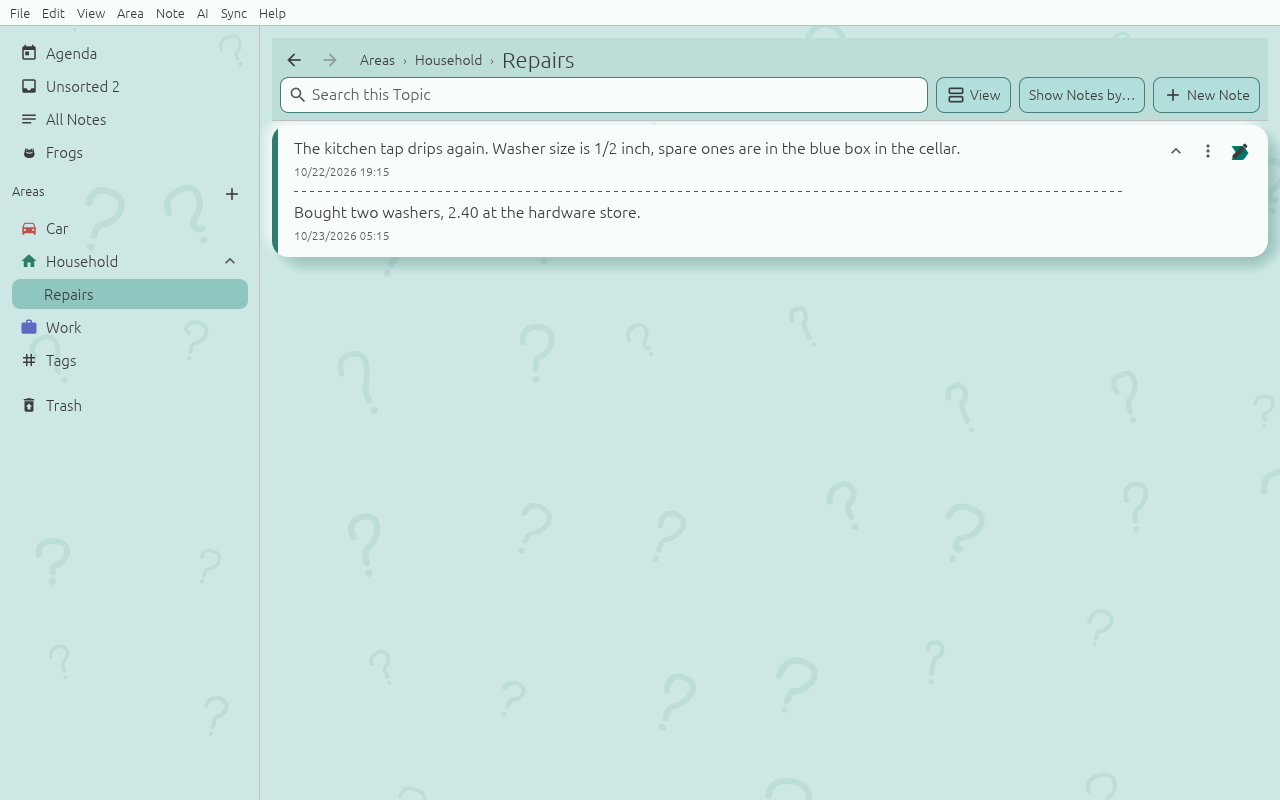 File Edit View Area Note AI Sync Help
Agenda
Unsorted 2
All Notes
Frogs
Areas
Car
Household
Repairs
Work
Tags
Trash
Areas › Household › Repairs
Search this Topic
View
Show Notes by...
New Note
The kitchen tap drips again. Washer size is 1/2 inch, spare ones are in the blue box in the cellar.
10/22/2026 19:15
Bought two washers, 2.40 at the hardware store.
10/23/2026 05:15